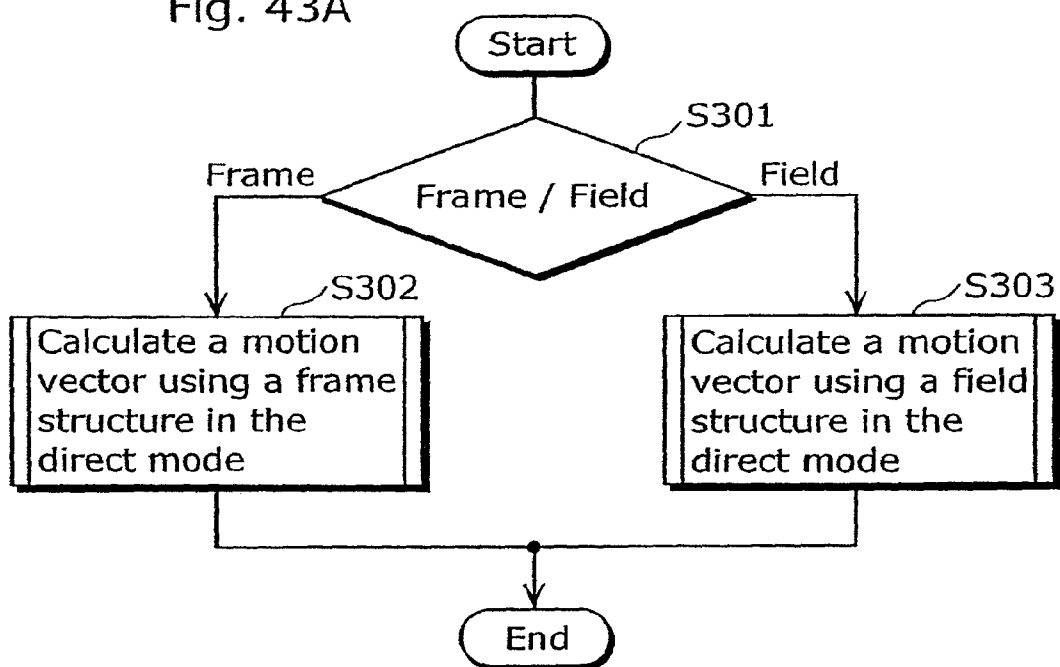 Fig. 43A
Start
S301
Frame
Frame / Field
Field
S302
S303
Calculate a motion
vector using a frame
structure in the
direct mode
Calculate a motion
vector using a field
structure in the
direct mode
End